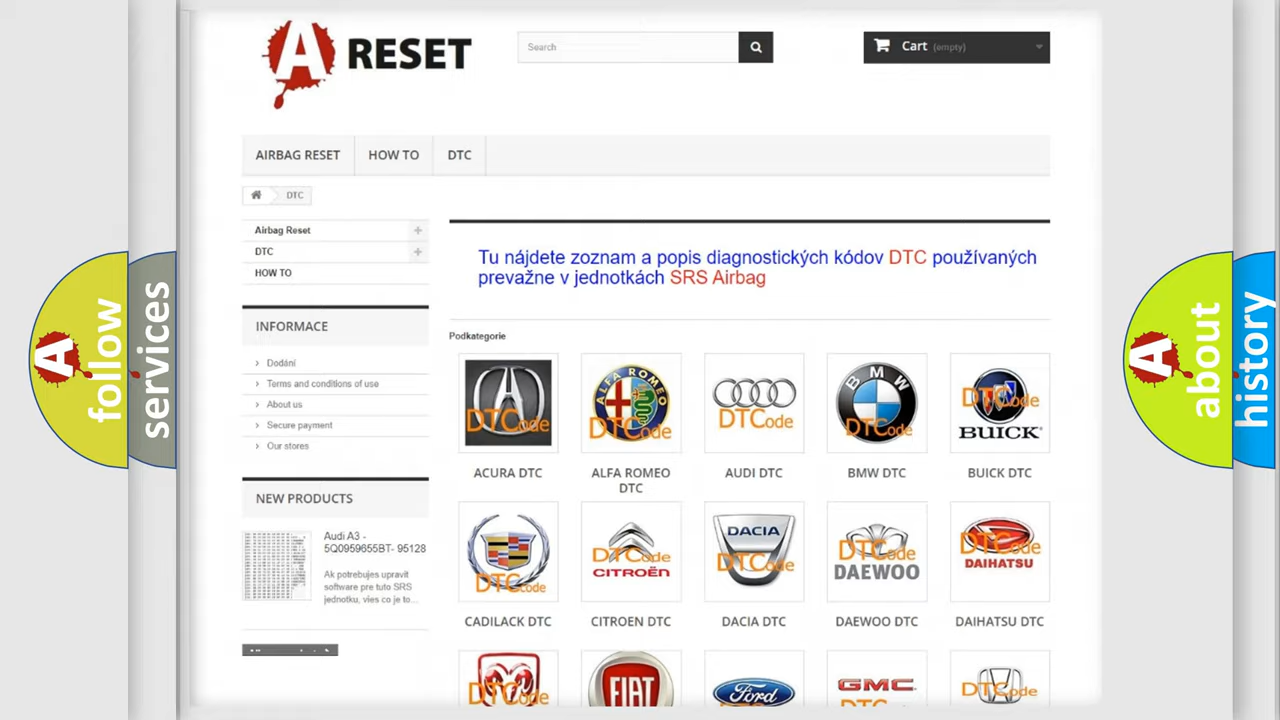 A RESET
Search
Cart (empty)
AIRBAG RESET
HOW TO
DTC
DTC
Airbag Reset
DTC
HOW TO
Tu nájdete zoznam a popis diagnostických kódov DTC používaných
prevažne v jednotkách SRS Airbag
INFORMACE
Dodání
Terms and conditions of use
About us
Secure payment
Our stores
Podkategorie
DTCode
ALFA ROMEO
DTCode
DTCode
BMW
DTCode
DTCode
BUICK
ACURA DTC
ALFA ROMEO
DTC
AUDI DTC
BMW DTC
BUICK DTC
NEW PRODUCTS
Audi A3 -
5Q0959655BT- 95128
Ak potrebujes upravit
software pre tuto SRS
jednotku, vies co je to...
DTCode
DTCode
CITROËN
DACIA
DTCode
DTCode
DAEWOO
DTCode
DAIHATSU
CADILACK DTC
CITROEN DTC
DACIA DTC
DAEWOO DTC
DAIHATSU DTC
DTCode
FIAT
Ford
GMC
DTCode
A follow
services
A about
history